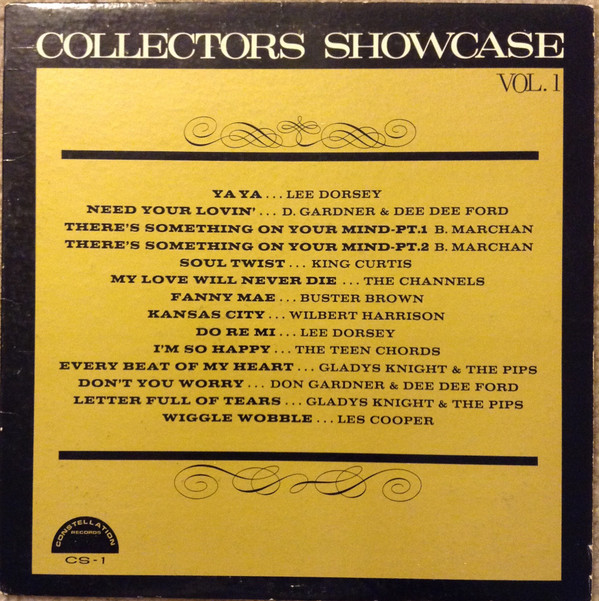 COLLECTORS SHOWCASE
VOL. 1
YA YA ... LEE DORSEY
NEED YOUR LOVIN' ... D. GARDNER & DEE DEE FORD
THERE'S SOMETHING ON YOUR MIND-PT.1 B. MARCHAN
THERE'S SOMETHING ON YOUR MIND-PT.2 B. MARCHAN
SOUL TWIST ... KING CURTIS
MY LOVE WILL NEVER DIE ... THE CHANNELS
FANNY MAE ... BUSTER BROWN
KANSAS CITY ... WILBERT HARRISON
DO RE MI ... LEE DORSEY
I'M SO HAPPY ... THE TEEN CHORDS
EVERY BEAT OF MY HEART ... GLADYS KNIGHT & THE PIPS
DON'T YOU WORRY ... DON GARDNER & DEE DEE FORD
LETTER FULL OF TEARS ... GLADYS KNIGHT & THE PIPS
WIGGLE WOBBLE ... LES COOPER
CONSTELLATION
RECORDS
CS-1